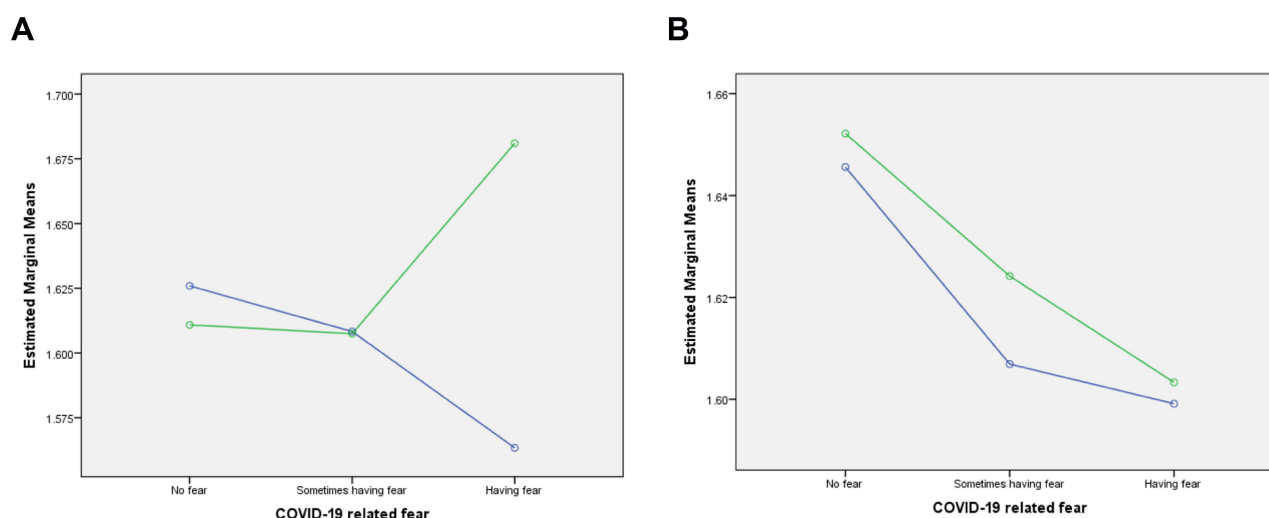 A
B
Estimated Marginal Means
1.700
1.675
1.650
1.625
1.600
1.575
No fear
Sometimes having fear
Having fear
COVID-19 related fear
Estimated Marginal Means
1.66
1.64
1.62
1.60
No fear
Sometimes having fear
Having fear
COVID-19 related fear